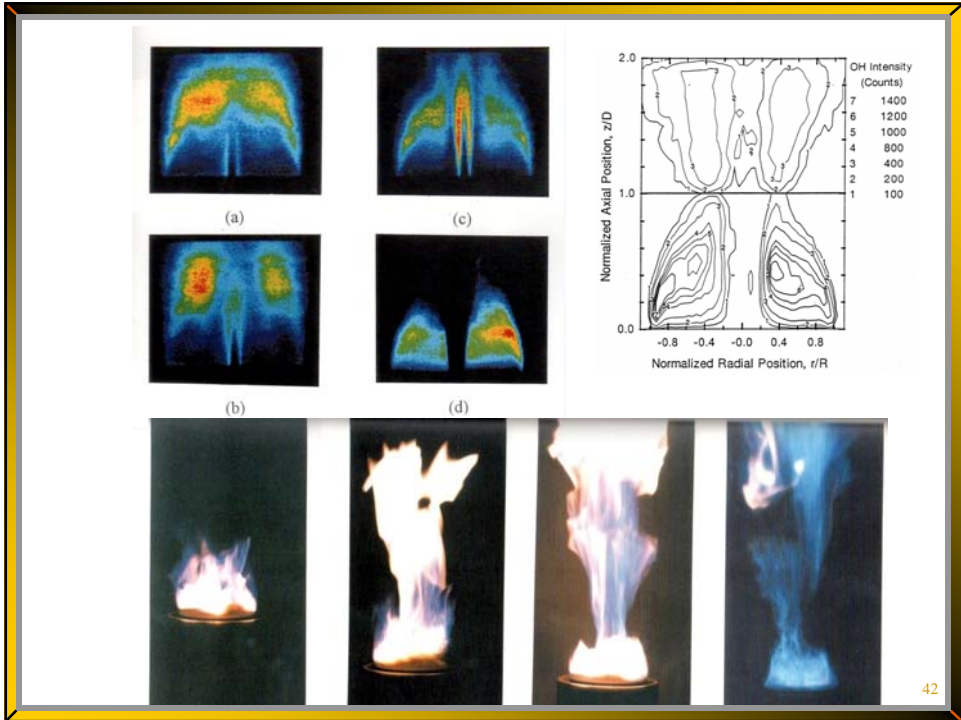 (a)
(c)
(b)
(d)
2.0
1.0
0.0
Normalized Axial Position, z/D
-0.8 -0.4 -0.0 0.4 0.8
Normalized Radial Position, r/R
OH Intensity
(Counts)
7 1400
6 1200
5 1000
4 800
3 400
2 200
1 100
42